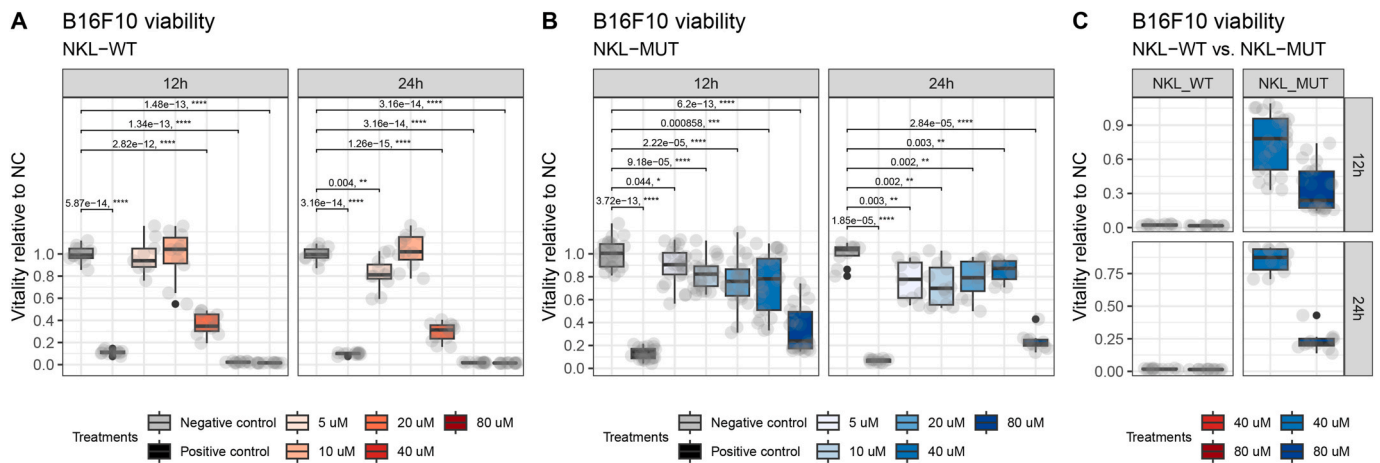 A
B16F10 viability
NKL−WT
12h
24h
1.48e−13, ****
1.34e−13, ****
2.82e−12, ****
5.87e−14, ****
3.16e−14, ****
3.16e−14, ****
1.26e−15, ****
0.004, **
3.16e−14, ****
Vitality relative to NC
1.0
0.8
0.6
0.4
0.2
0.0
Treatments
Negative control
5 uM
20 uM
80 uM
Positive control
10 uM
40 uM
B
B16F10 viability
NKL−MUT
12h
24h
6.2e−13, ****
0.000858, ***
2.22e−05, ****
9.18e−05, ****
0.044, *
3.72e−13, ****
2.84e−05, ****
0.003, **
0.002, **
0.002, **
0.003, **
1.85e−05, ****
Vitality relative to NC
1.0
0.8
0.6
0.4
0.2
0.0
Treatments
Negative control
5 uM
20 uM
80 uM
Positive control
10 uM
40 uM
C
B16F10 viability
NKL−WT vs. NKL−MUT
NKL_WT
NKL_MUT
12h
24h
Vitality relative to NC
0.9
0.6
0.3
0.0
0.75
0.50
0.25
0.00
Treatments
40 uM
40 uM
80 uM
80 uM